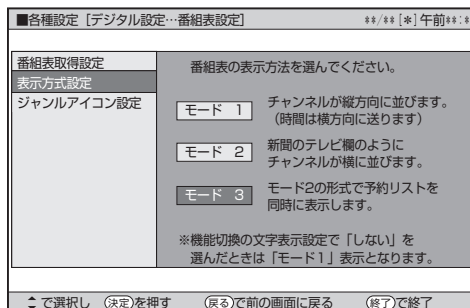 ■各種設定［デジタル設定…番組表設定］ **/**[*]午前**:*
番組表取得設定
表示方式設定
ジャンルアイコン設定
番組表の表示方法を選んでください。
モード 1
チャンネルが縦方向に並びます。
（時間は横方向に送ります）
モード 2
新聞のテレビ欄のように
チャンネルが横に並びます。
モード 3
モード2の形式で予約リストを
同時に表示します。
※機能切換の文字表示設定で「しない」を
選んだときは「モード1」表示となります。
で選択し 決定を押す 戻るで前の画面に戻る 終了で終了